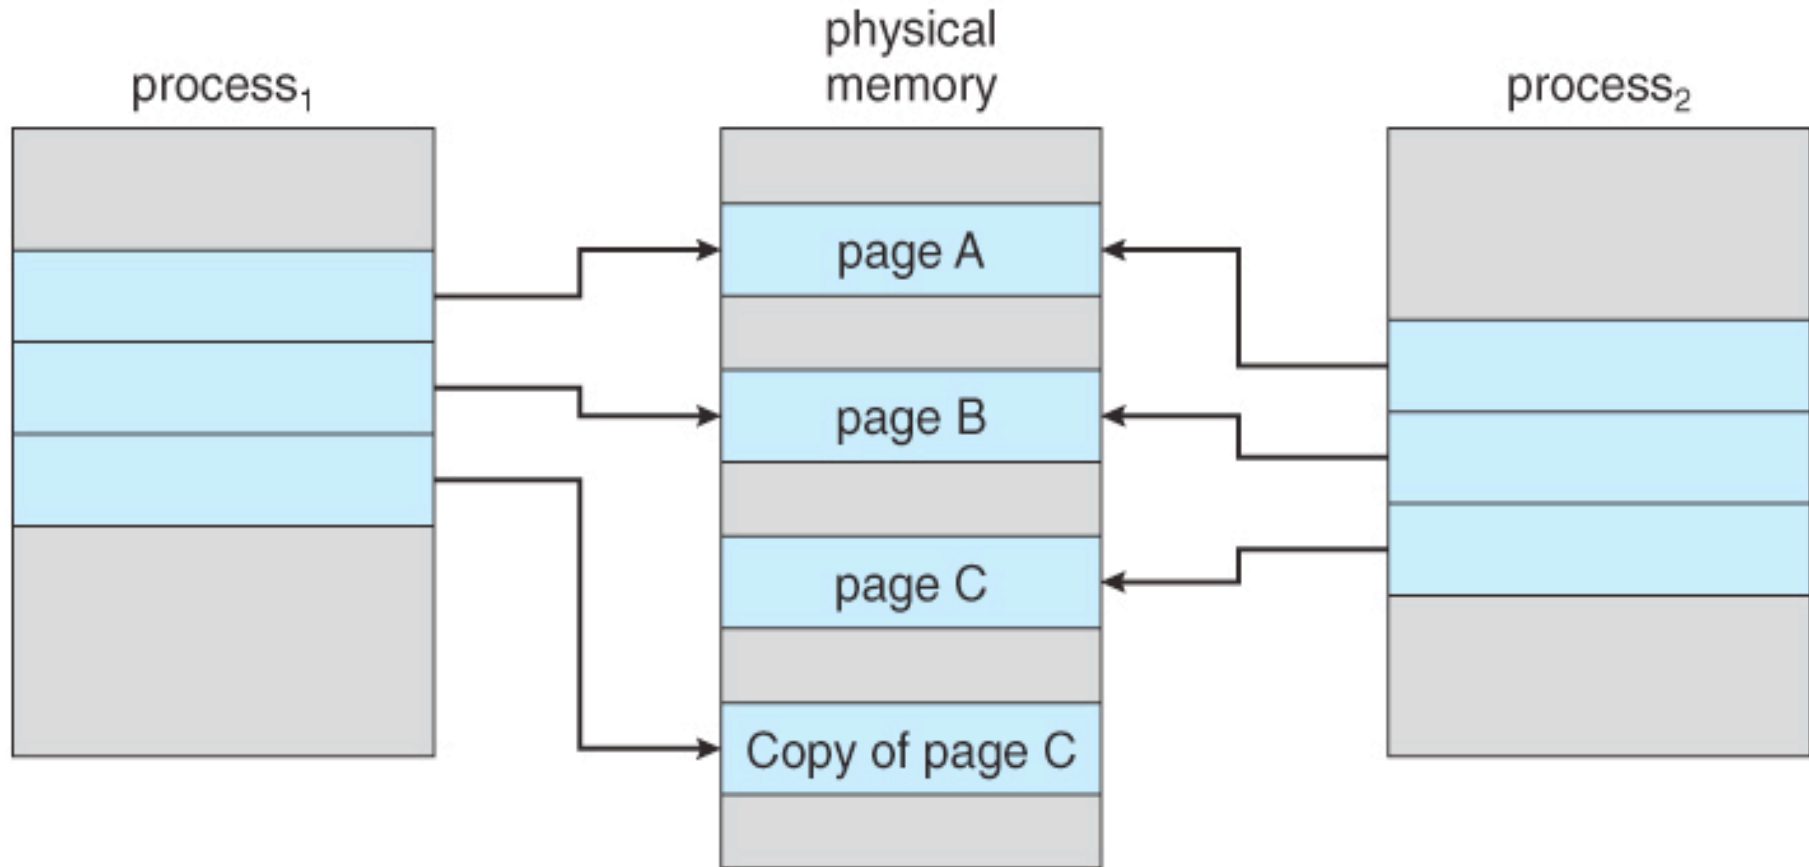 physical
memory
process₁
process₂
page A
page B
page C
Copy of page C